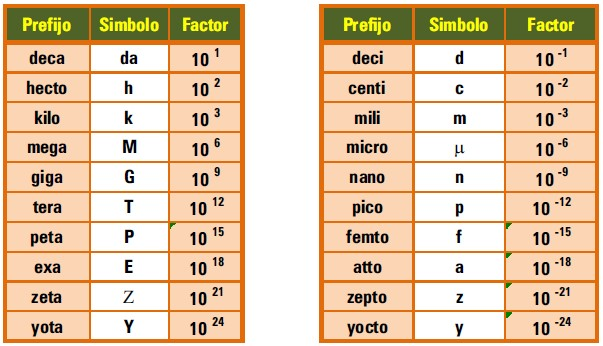 Prefijo Simbolo Factor
deca da 10 1
hecto h 10 2
kilo k 10 3
mega M 10 6
giga G 10 9
tera T 10 12
peta P 10 15
exa E 10 18
zeta Z 10 21
yota Y 10 24
Prefijo Simbolo Factor
deci d 10 -1
centi c 10 -2
mili m 10 -3
micro μ 10 -6
nano n 10 -9
pico p 10 -12
femto f 10 -15
atto a 10 -18
zepto z 10 -21
yocto y 10 -24